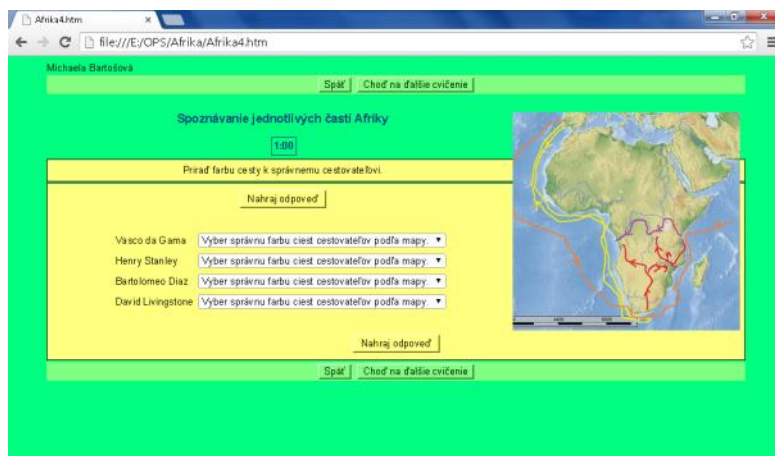 Afrika4.htm
file:///E:/OPS/Afrika/Afrika4.htm
Michaela Bartošová
Späť Choď na ďalšie cvičenie
Spoznávanie jednotlivých častí Afriky
1:00
Priraď farbu cesty k správnemu cestovateľovi.
Nahraj odpoveď
Vasco da Gama Vyber správnu farbu ciest cestovateľov podľa mapy.
Henry Stanley Vyber správnu farbu ciest cestovateľov podľa mapy.
Bartolomeo Diaz Vyber správnu farbu ciest cestovateľov podľa mapy.
David Livingstone Vyber správnu farbu ciest cestovateľov podľa mapy.
Nahraj odpoveď
Späť Choď na ďalšie cvičenie